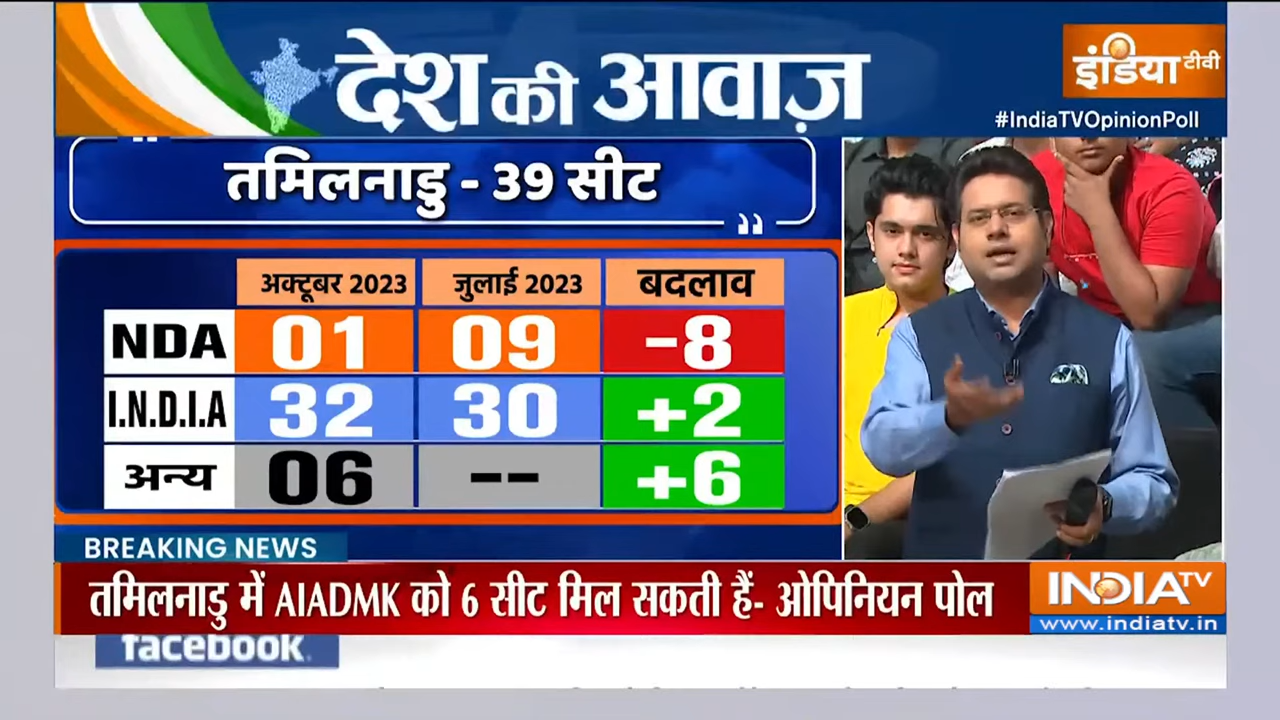 देश की आवाज़
इंडिया टीवी
#IndiaTVOpinionPoll
तमिलनाडु - 39 सीट
अक्टूबर 2023 जुलाई 2023 बदलाव
NDA 01 09 -8
I.N.D.I.A 32 30 +2
अन्य 06 -- +6
BREAKING NEWS
तमिलनाडु में AIADMK को 6 सीट मिल सकती हैं- ओपिनियन पोल
INDIA TV
www.indiatv.in
facebook